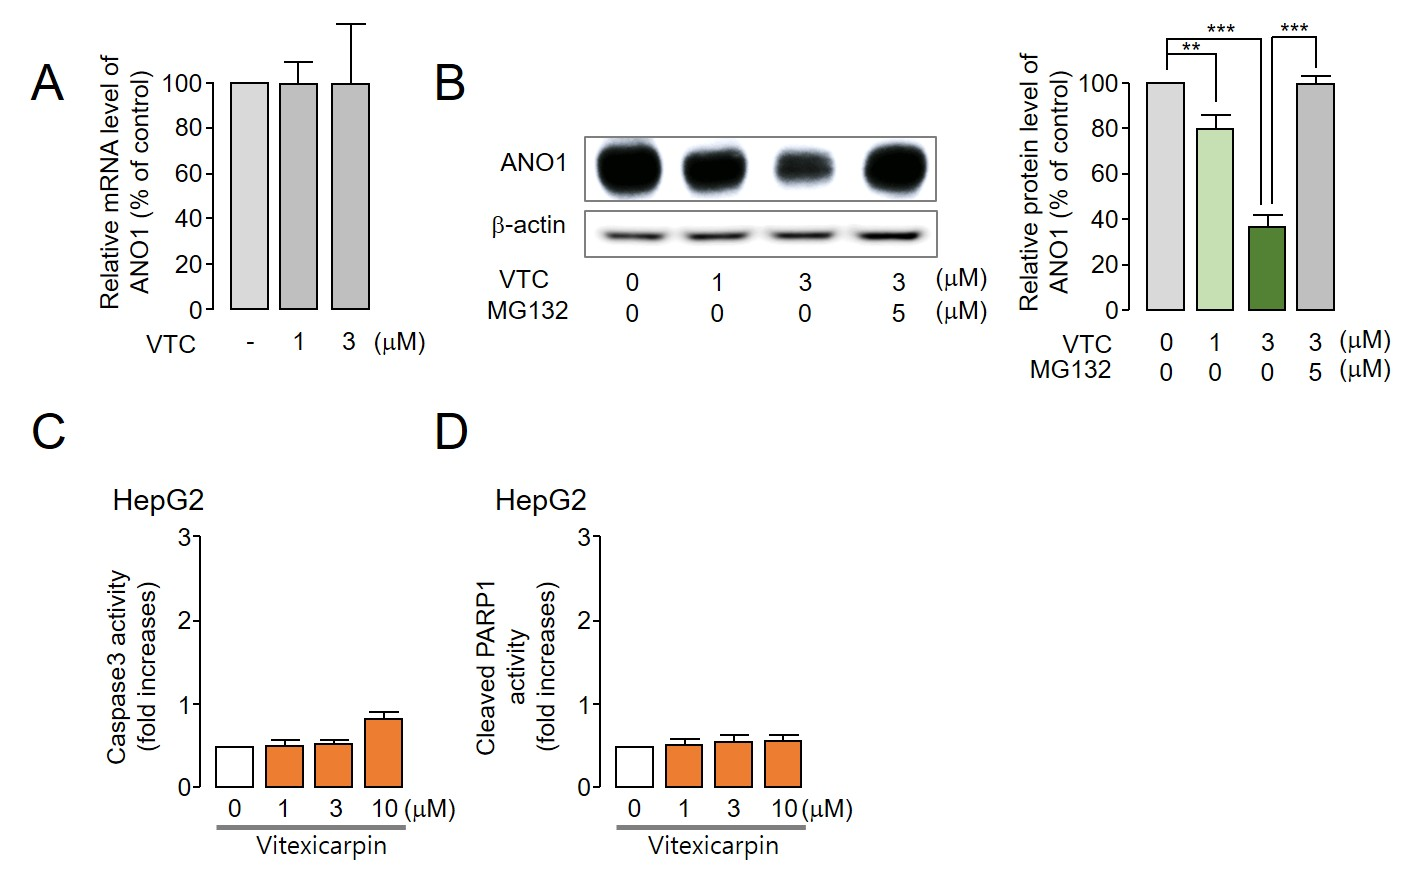 A
Relative mRNA level of
ANO1 (% of control)
100
80
60
40
20
0
VTC - 1 3 (μM)
B
ANO1
β-actin
VTC 0 1 3 3 (μM)
MG132 0 0 0 5 (μM)
Relative protein level of
ANO1 (% of control)
100
80
60
40
20
0
***
**
***
VTC 0 1 3 3 (μM)
MG132 0 0 0 5 (μM)
C
HepG2
Caspase3 activity
(fold increases)
3
2
1
0
0 1 3 10 (μM)
Vitexicarpin
D
HepG2
Cleaved PARP1
activity
(fold increases)
3
2
1
0
0 1 3 10 (μM)
Vitexicarpin